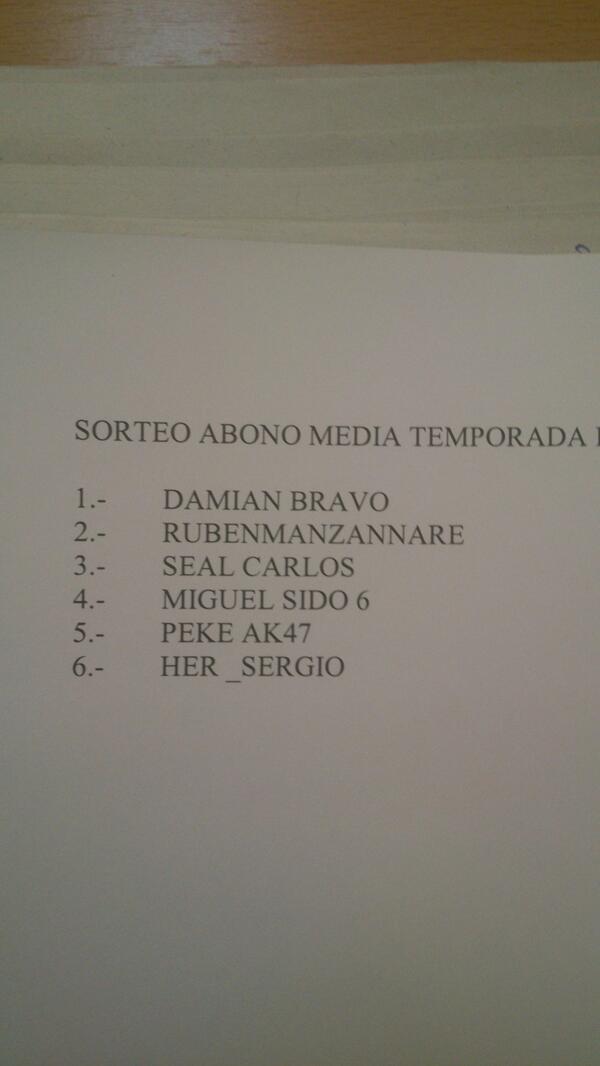 SORTEO ABONO MEDIA TEMPORADA
1.- DAMIAN BRAVO
2.- RUBENMANZANNARE
3.- SEAL CARLOS
4.- MIGUEL SIDO 6
5.- PEKE AK47
6.- HER _SERGIO